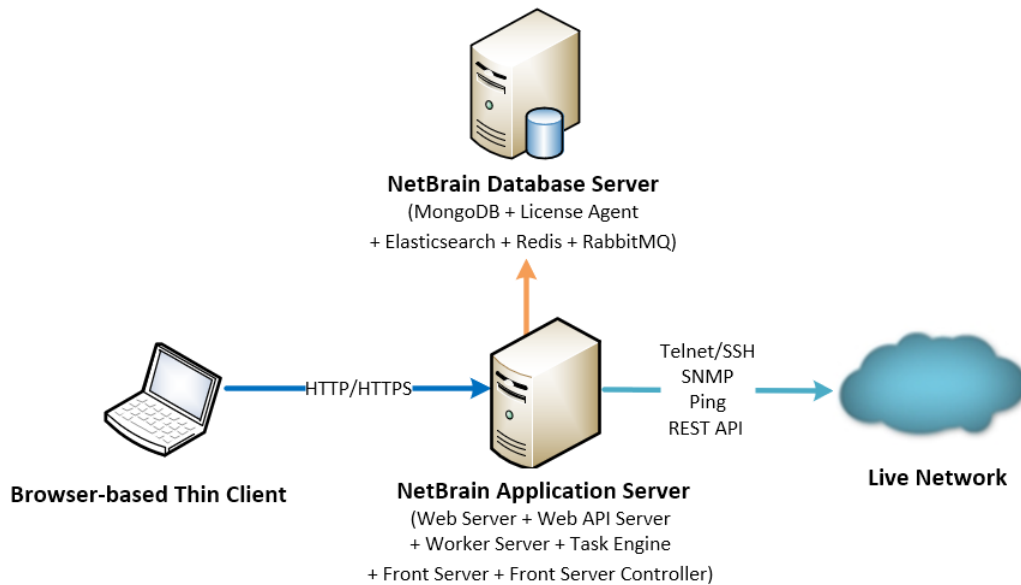 NetBrain Database Server
(MongoDB + License Agent
+ Elasticsearch + Redis + RabbitMQ)
HTTP/HTTPS
Telnet/SSH
SNMP
Ping
REST API
Browser-based Thin Client
NetBrain Application Server
(Web Server + Web API Server
+ Worker Server + Task Engine
+ Front Server + Front Server Controller)
Live Network